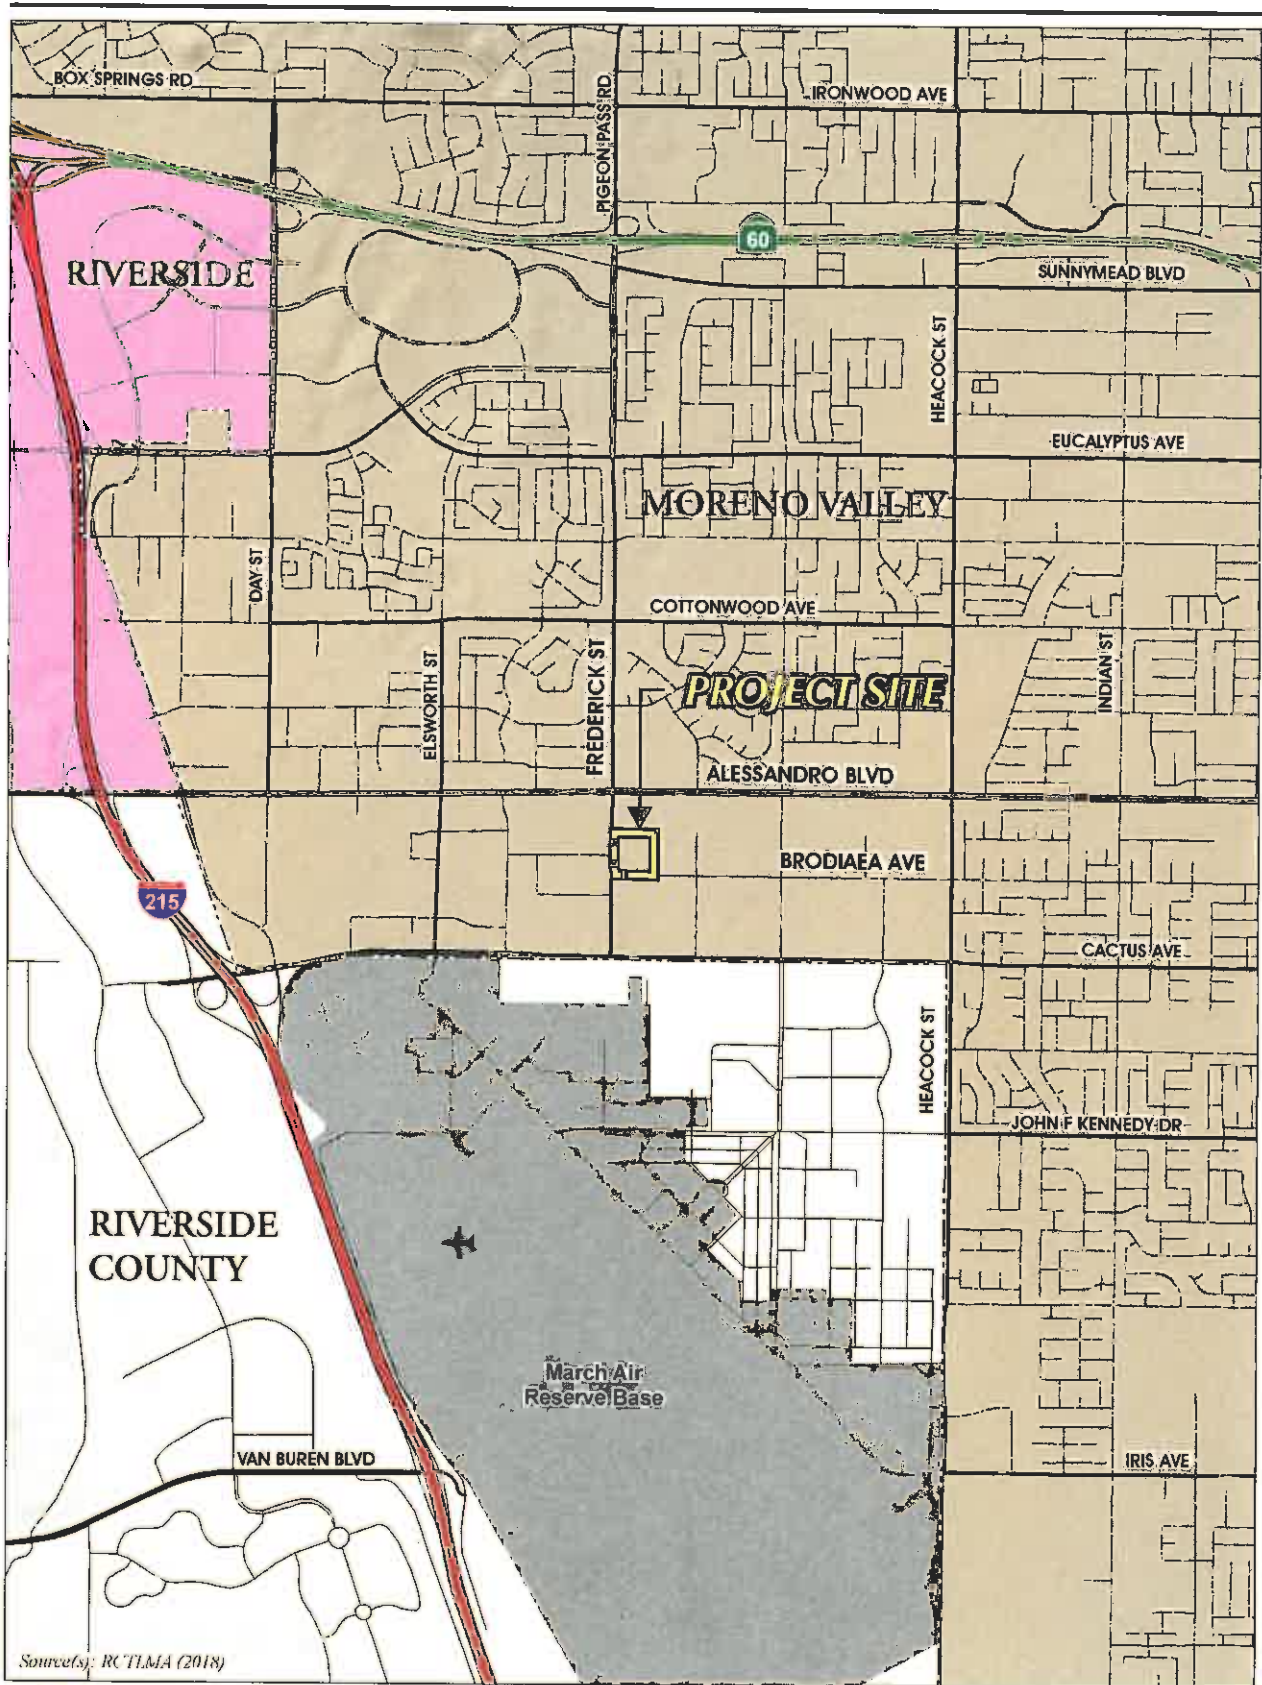 BOX SPRINGS RD
PIGEON PASS RD
IRONWOOD AVE
60
RIVERSIDE
SUNNYMEAD BLVD
HEACOCK ST
EUCALYPTUS AVE
MORENO VALLEY
DAY ST
COTTONWOOD AVE
ELSWORTH ST
FREDERICK ST
INDIAN ST
PROJECT SITE
ALESSANDRO BLVD
BRODIAEA AVE
215
CACTUS AVE
HEACOCK ST
JOHN F KENNEDY DR
RIVERSIDE
COUNTY
March Air
Reserve Base
VAN BUREN BLVD
IRIS AVE
Source(s): RCTLMA (2018)